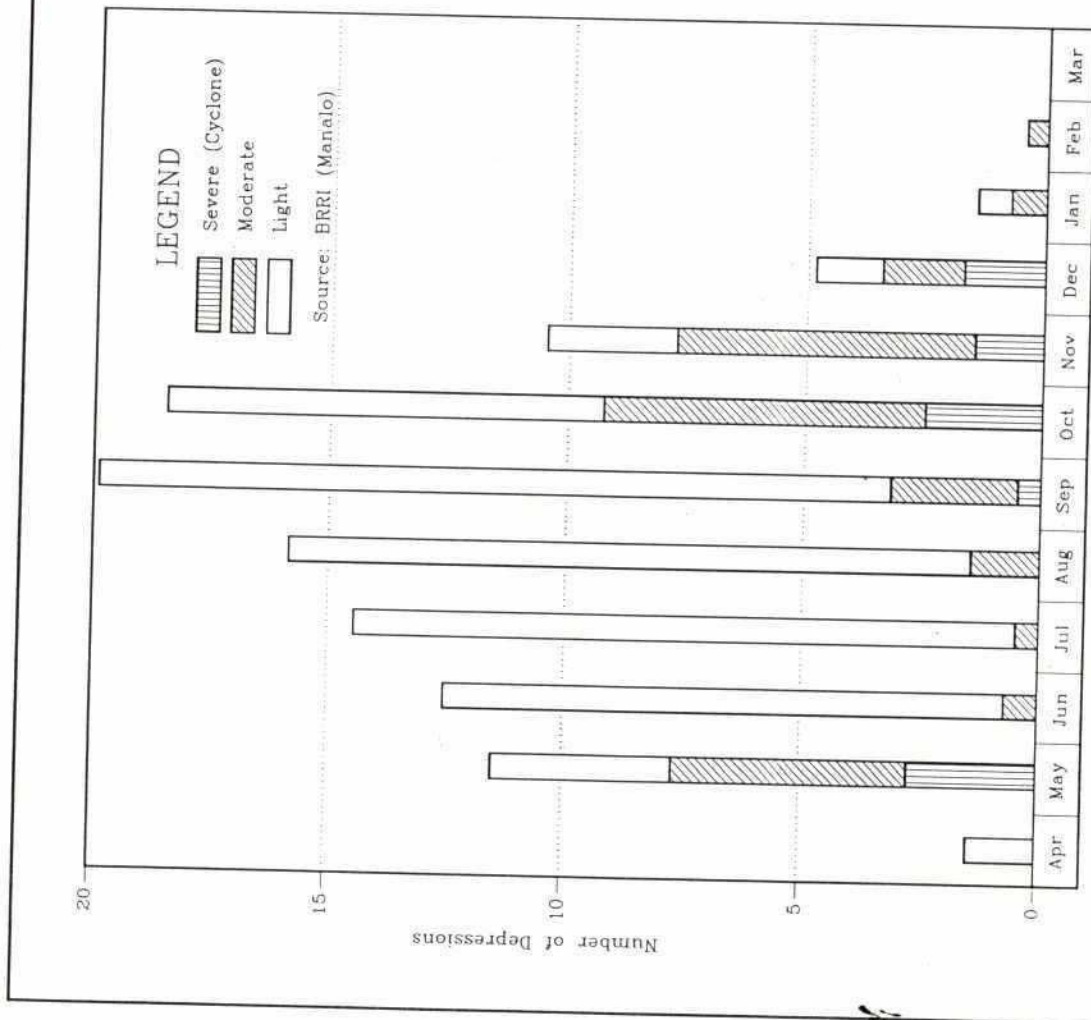 LEGEND
Severe (Cyclone)
Moderate
Light
Source: BRRI (Manalo)
Number of Depressions
20
15
10
5
0
Apr May Jun Jul Aug Sep Oct Nov Dec Jan Feb Mar